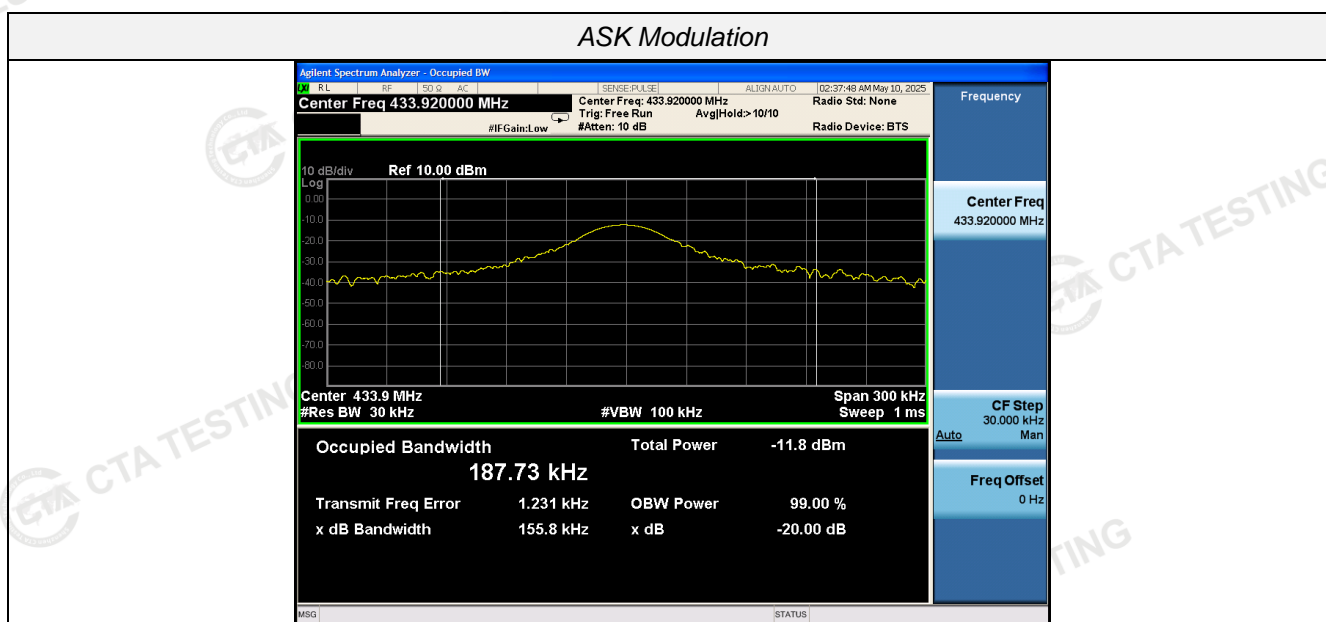 ASK Modulation
Agilent Spectrum Analyzer - Occupied BW
LXI RL RF 50 Ω AC SENSE:PULSE ALIGN AUTO 02:37:48 AM May 10, 2025
Center Freq 433.920000 MHz
Center Freq: 433.920000 MHz Radio Std: None
Trig: Free Run Avg|Hold:>10/10
#IFGain:Low #Atten: 10 dB Radio Device: BTS
10 dB/div Ref 10.00 dBm
Log
0.00
-10.0
-20.0
-30.0
-40.0
-50.0
-60.0
-70.0
-80.0
Center 433.9 MHz Span 300 kHz
#Res BW 30 kHz #VBW 100 kHz Sweep 1 ms
Occupied Bandwidth Total Power -11.8 dBm
187.73 kHz
Transmit Freq Error 1.231 kHz OBW Power 99.00 %
x dB Bandwidth 155.8 kHz x dB -20.00 dB
MSG STATUS
Frequency
Center Freq
433.920000 MHz
CF Step
30.000 kHz
Auto Man
Freq Offset
0 Hz
CTA TESTING
CTA TESTING
CTA
TING